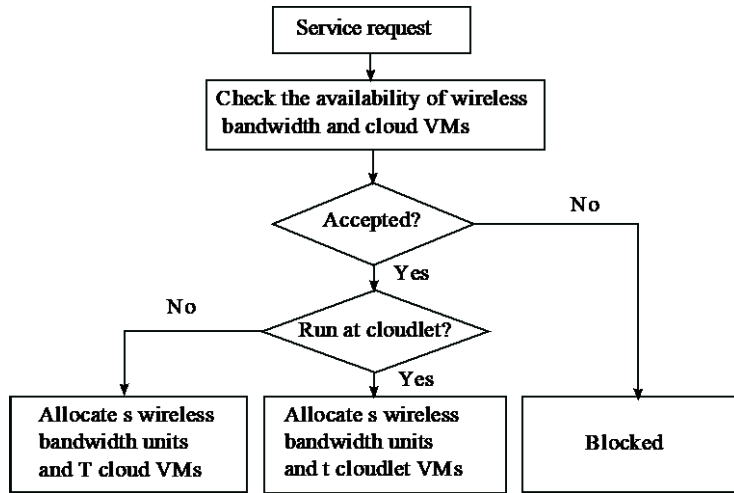 Service request
Check the availability of wireless
bandwidth and cloud VMs
Accepted?
No
Yes
No
Run at cloudlet?
Yes
Allocate s wireless
bandwidth units
and T cloud VMs
Allocate s wireless
bandwidth units
and t cloudlet VMs
Blocked